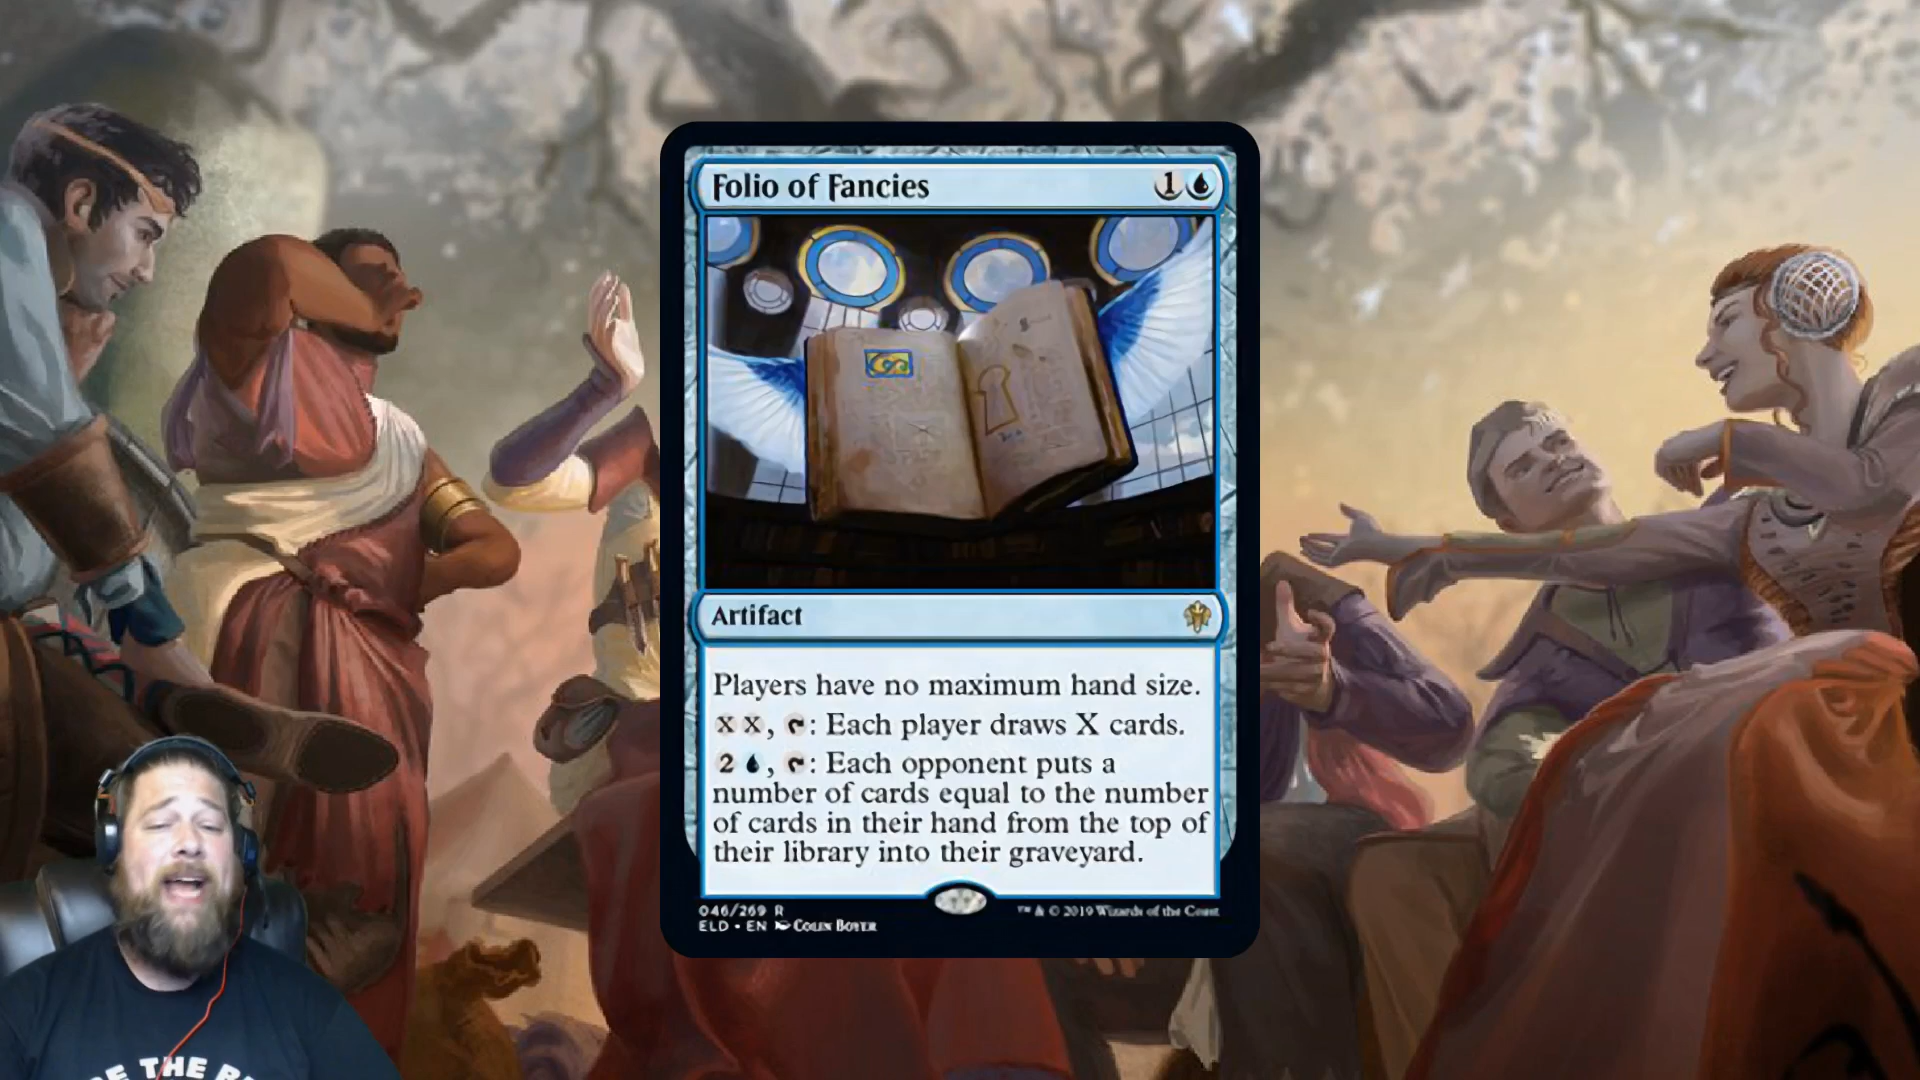 Folio of Fancies
1
Artifact
Players have no maximum hand size.
X X, : Each player draws X cards.
2 , : Each opponent puts a
number of cards equal to the number
of cards in their hand from the top of
their library into their graveyard.
046/269 R
™ & © 2019 Wizards of the Coast
ELD • EN Colin Boyer
THE